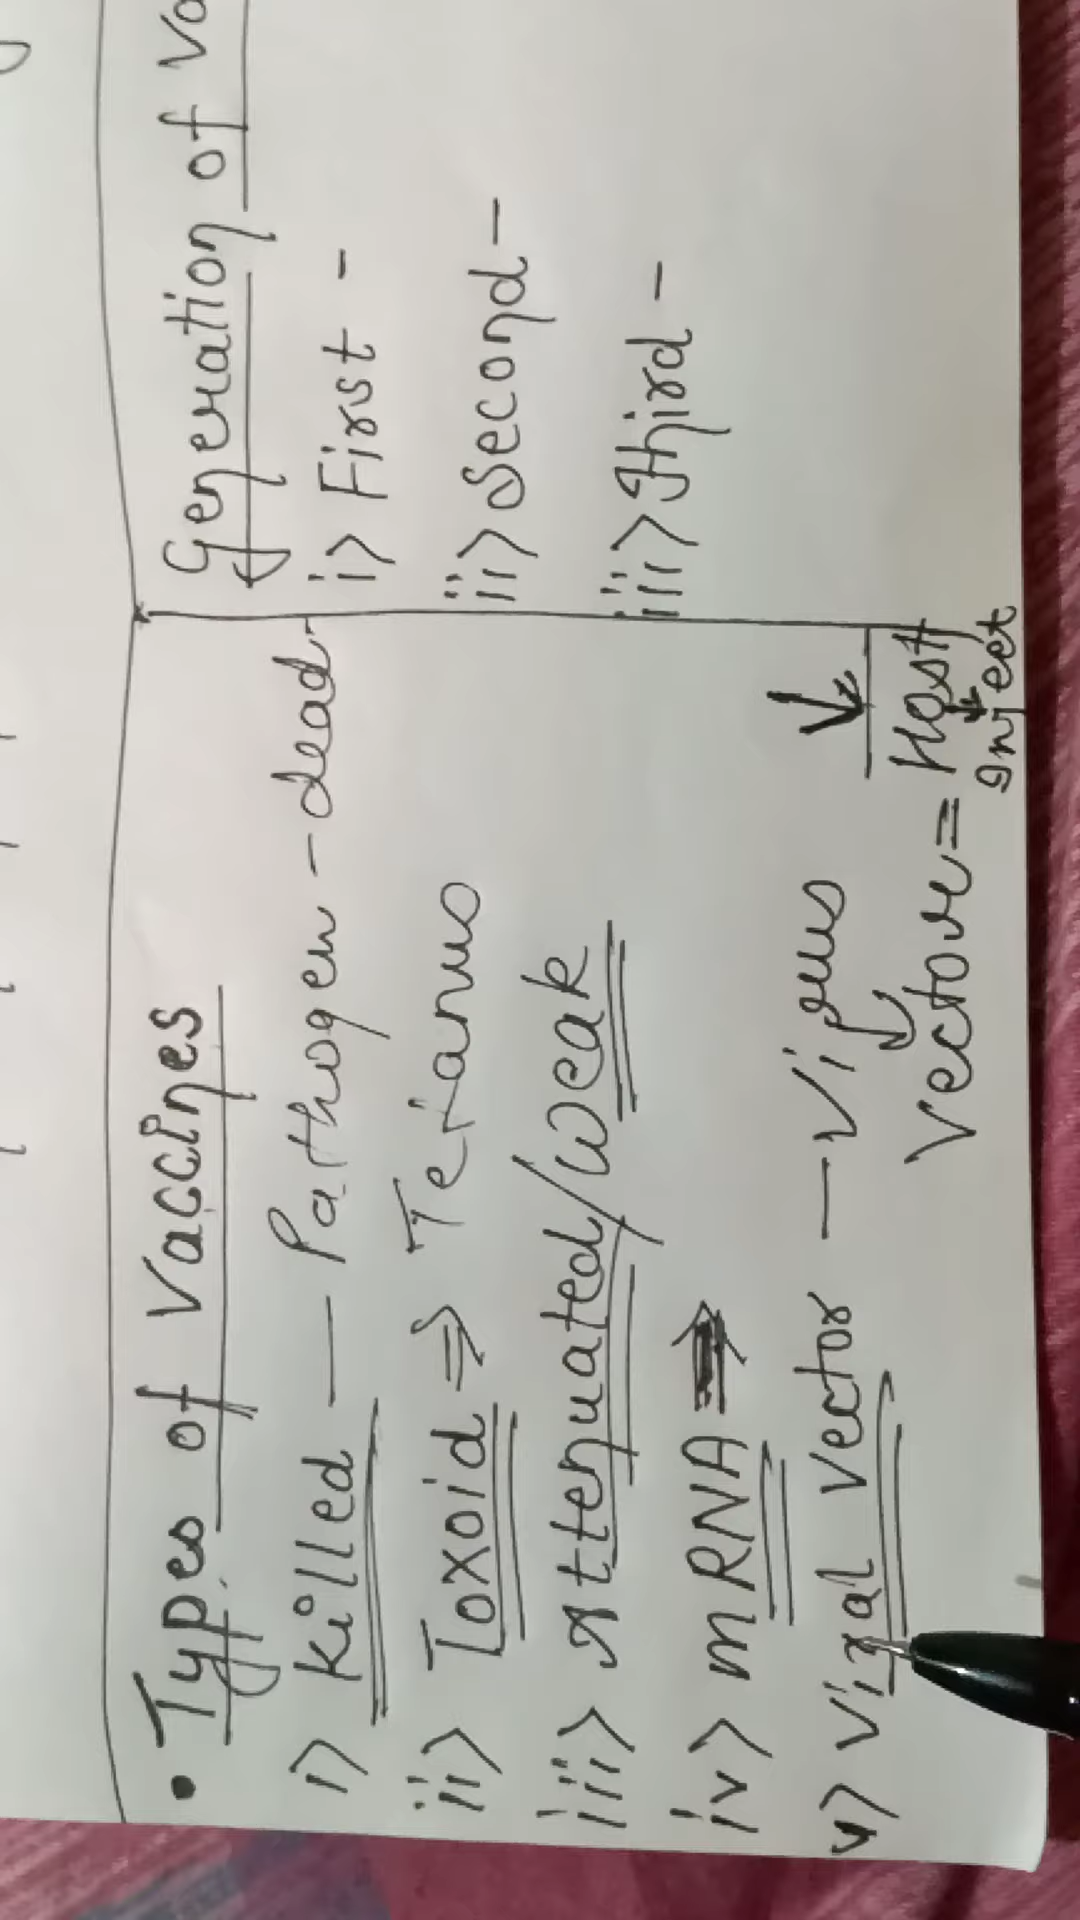 • Types of Vaccines
i> Killed — Pathogen - dead
ii> Toxoid ⇒ Tetanus
iii> Attenuated/Weak
iv> mRNA ⇒
v> Viral Vector — Virus
Vectore = Host
Inject
Generation of Va
i> First -
ii> Second -
iii> Third -